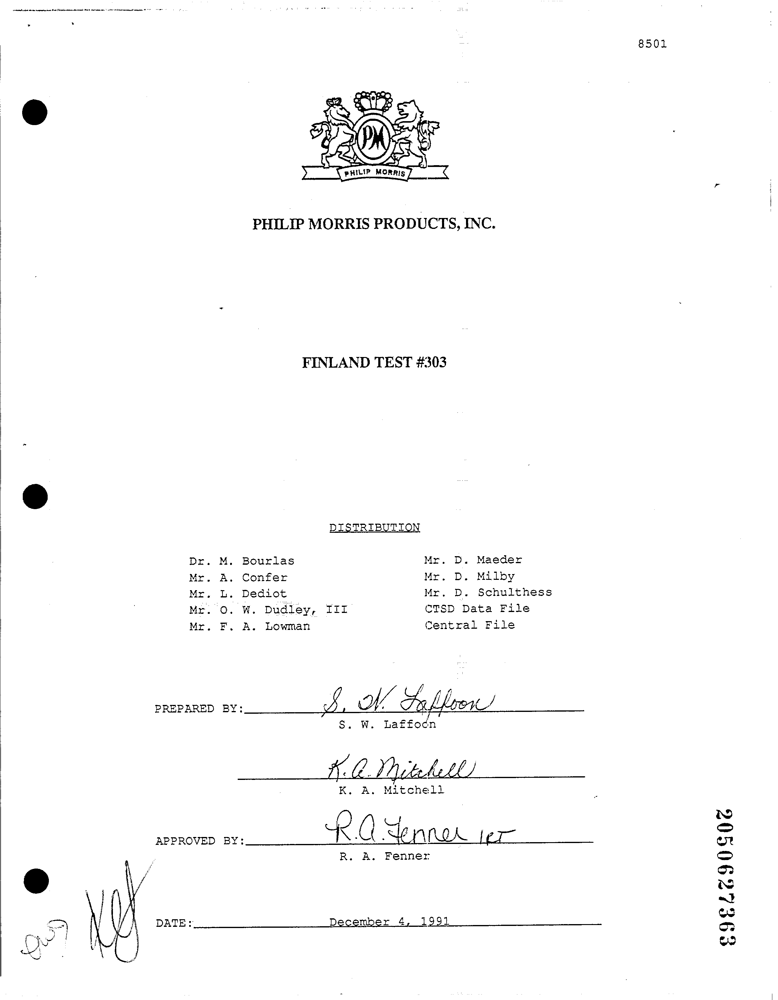 8501
PM
PHILIP MORRIS
PHILIP MORRIS PRODUCTS, INC.
FINLAND TEST #303
DISTRIBUTION
Dr. M. Bourlas Mr. D. Maeder
Mr. A. Confer Mr. D. Milby
Mr. L. Dediot Mr. D. Schulthess
Mr. O. W. Dudley, III CTSD Data File
Mr. F. A. Lowman Central File
PREPARED BY: S. W. Laffoon
S. W. Laffoon
K. A. Mitchell
K. A. Mitchell
APPROVED BY: R. A. Fenner
R. A. Fenner
DATE: December 4, 1991
2050627363